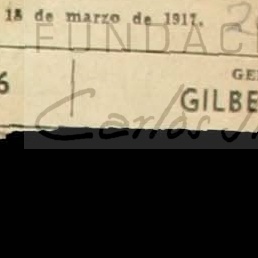 18 de marzo de 1917.
FUNDAC
6
GE
GILBE
Carlos